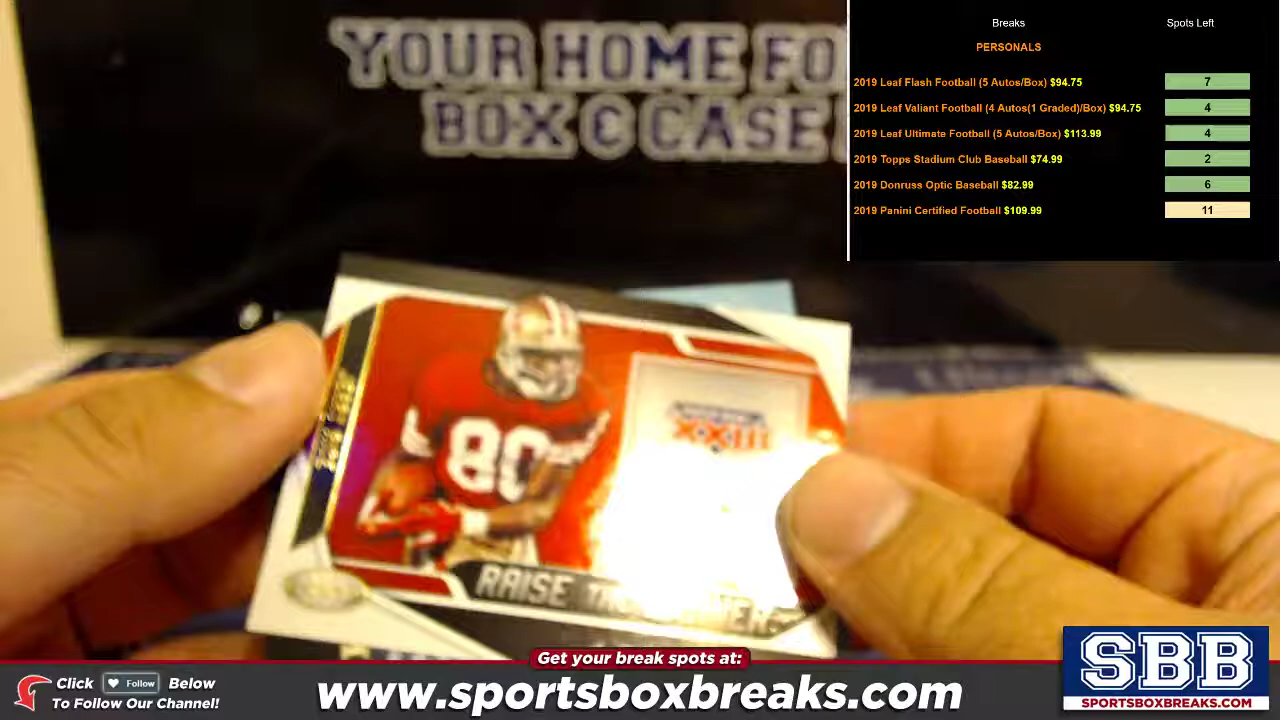 YOUR HOME FO
BOX & CASE
Breaks Spots Left
PERSONALS
2019 Leaf Flash Football (5 Autos/Box) $94.75 7
2019 Leaf Valiant Football (4 Autos(1 Graded)/Box) $94.75 4
2019 Leaf Ultimate Football (5 Autos/Box) $113.99 4
2019 Topps Stadium Club Baseball $74.99 2
2019 Donruss Optic Baseball $82.99 6
2019 Panini Certified Football $109.99 11
XXIII
80
RAISE
Get your break spots at:
Click Follow Below
To Follow Our Channel!
www.sportsboxbreaks.com
SBB
SPORTSBOXBREAKS.COM